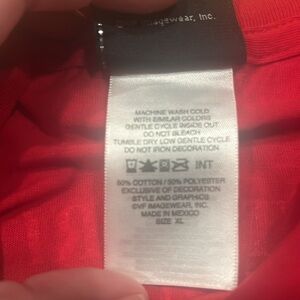 Imagewear, Inc.
MACHINE WASH COLD
WITH SIMILAR COLORS
GENTLE CYCLE INSIDE OUT
DO NOT BLEACH
TUMBLE DRY LOW GENTLE CYCLE
DO NOT IRON DECORATION
INT
50% COTTON / 50% POLYESTER
EXCLUSIVE OF DECORATION
STYLE AND GRAPHICS
©VF IMAGEWEAR, INC.
MADE IN MEXICO
SIZE XL